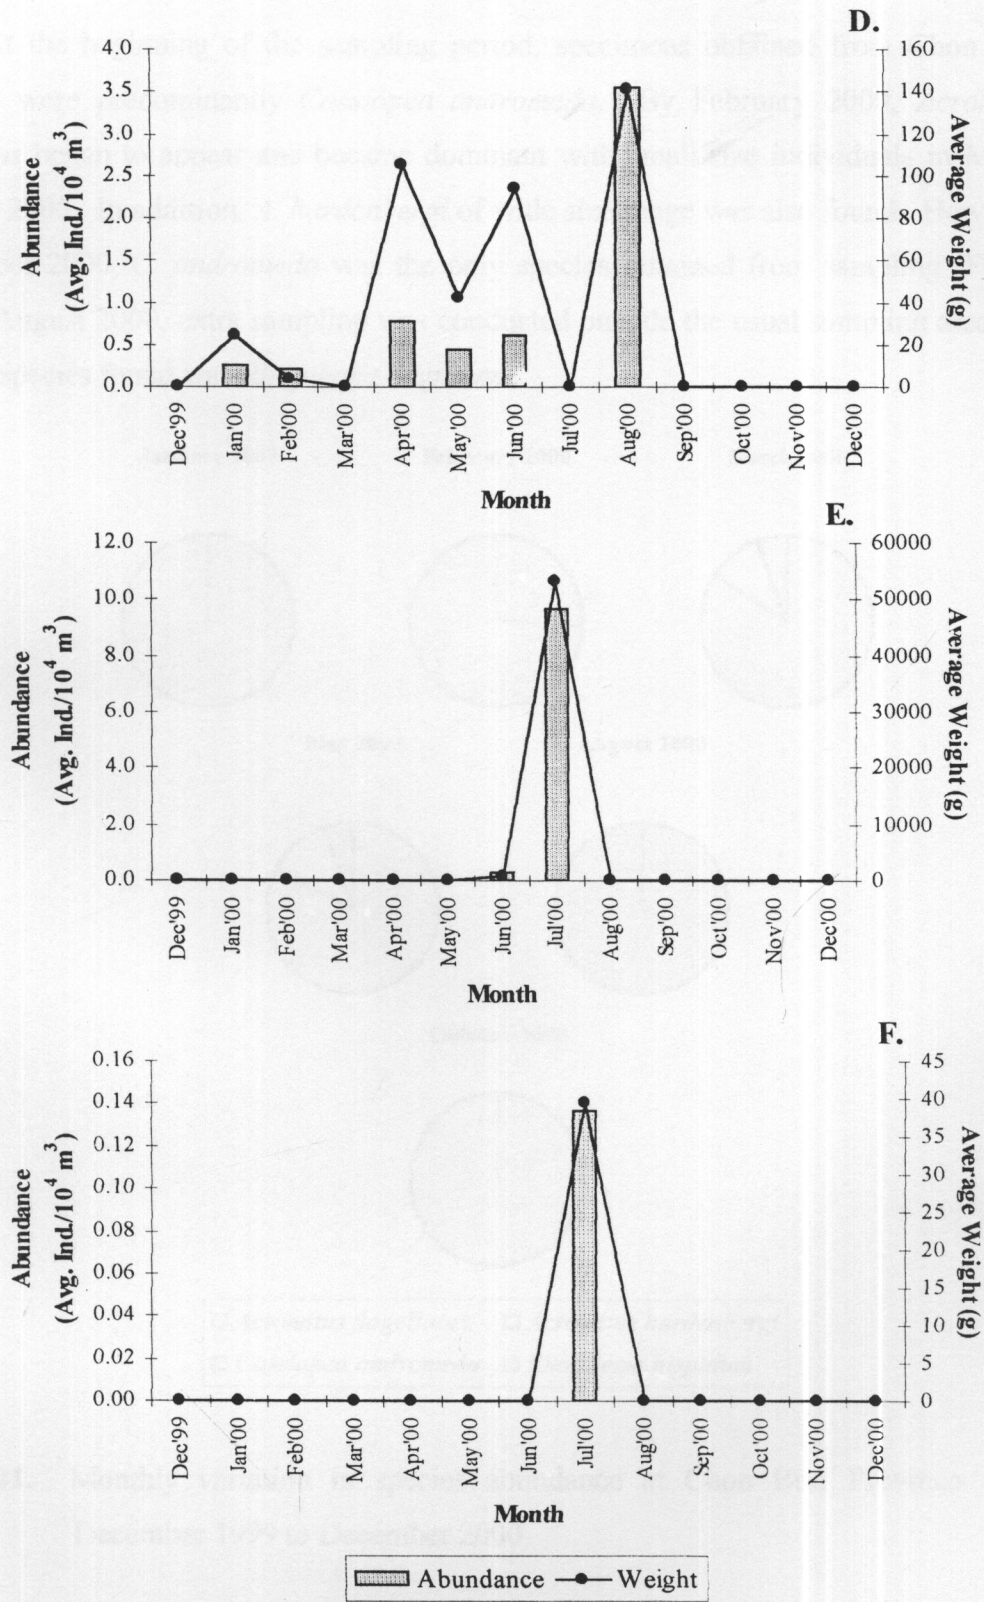 D.
4.0
3.5
3.0
2.5
2.0
1.5
1.0
0.5
0.0
Abundance
(Avg. Ind./10⁴ m³)
160
140
120
100
80
60
40
20
0
Average Weight (g
Dec'99 Jan'00 Feb'00 Mar'00 Apr'00 May'00 Jun'00 Jul'00 Aug'00 Sep'00 Oct'00 Nov'00 Dec'00
Month
E.
12.0
10.0
8.0
6.0
4.0
2.0
0.0
Abundance
(Avg. Ind./10⁴ m³)
60000
50000
40000
30000
20000
10000
0
Average Weight (g)
Dec'99 Jan'00 Feb'00 Mar'00 Apr'00 May'00 Jun'00 Jul'00 Aug'00 Sep'00 Oct'00 Nov'00 Dec'00
Month
F.
0.16
0.14
0.12
0.10
0.08
0.06
0.04
0.02
0.00
Abundance
(Avg. Ind./10⁴ m³)
45
40
35
30
25
20
15
10
5
0
Average Weight (g)
Dec'99 Jan'00 Feb'00 Mar'00 Apr'00 May'00 Jun'00 Jul'00 Aug'00 Sep'00 Oct'00 Nov'00 Dec'00
Month
Abundance Weight